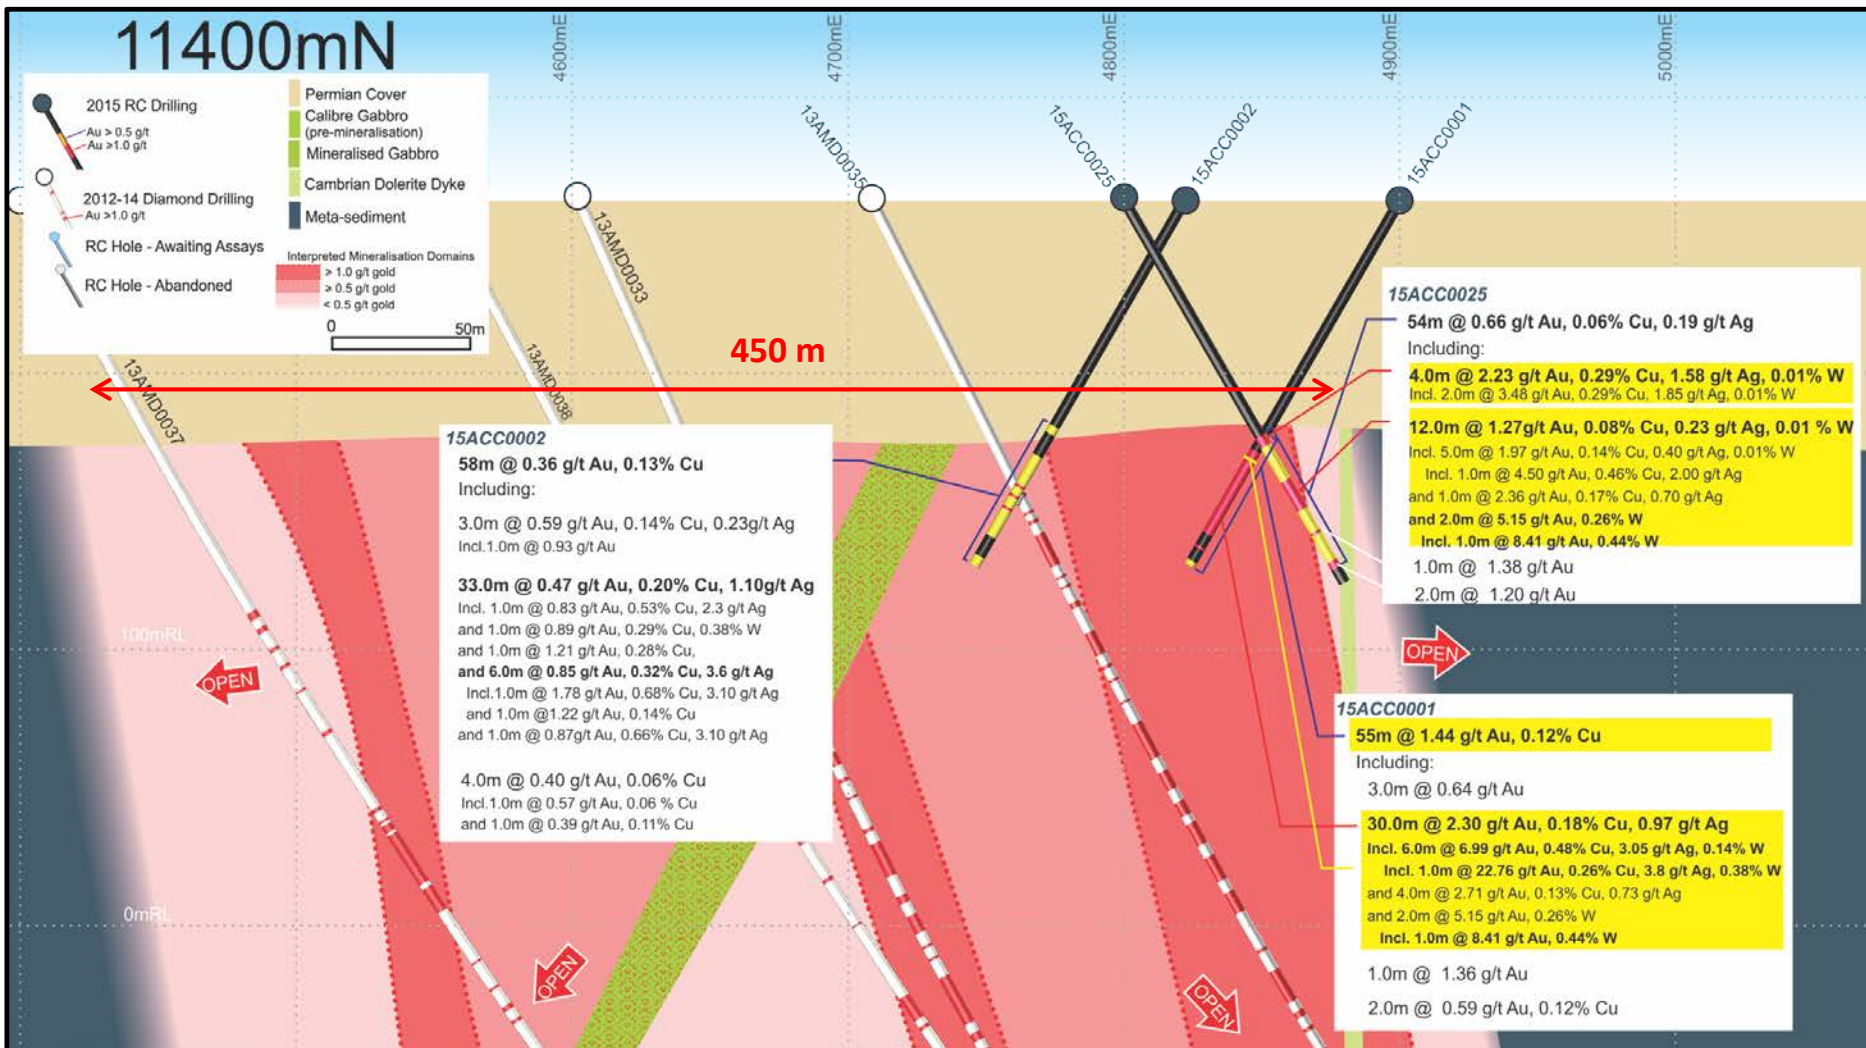 11400mN
4600mE
4700mE
4800mE
4900mE
5000mE
2015 RC Drilling
Au > 0.5 g/t
Au >1.0 g/t
2012-14 Diamond Drilling
Au >1.0 g/t
RC Hole - Awaiting Assays
RC Hole - Abandoned
Permian Cover
Calibre Gabbro
(pre-mineralisation)
Mineralised Gabbro
Cambrian Dolerite Dyke
Meta-sediment
Interpreted Mineralisation Domains
> 1.0 g/t gold
> 0.5 g/t gold
< 0.5 g/t gold
0
50m
13AMD0037
13AMD0038
13AMD0033
13AMD0035
15ACC0025
15ACC0002
15ACC0001
450 m
15ACC0025
54m @ 0.66 g/t Au, 0.06% Cu, 0.19 g/t Ag
Including:
4.0m @ 2.23 g/t Au, 0.29% Cu, 1.58 g/t Ag, 0.01% W
Incl. 2.0m @ 3.48 g/t Au, 0.29% Cu, 1.85 g/t Ag, 0.01% W
12.0m @ 1.27g/t Au, 0.08% Cu, 0.23 g/t Ag, 0.01 % W
Incl. 5.0m @ 1.97 g/t Au, 0.14% Cu, 0.40 g/t Ag, 0.01% W
Incl. 1.0m @ 4.50 g/t Au, 0.46% Cu, 2.00 g/t Ag
and 1.0m @ 2.36 g/t Au, 0.17% Cu, 0.70 g/t Ag
and 2.0m @ 5.15 g/t Au, 0.26% W
Incl. 1.0m @ 8.41 g/t Au, 0.44% W
1.0m @ 1.38 g/t Au
2.0m @ 1.20 g/t Au
15ACC0002
58m @ 0.36 g/t Au, 0.13% Cu
Including:
3.0m @ 0.59 g/t Au, 0.14% Cu, 0.23g/t Ag
Incl.1.0m @ 0.93 g/t Au
33.0m @ 0.47 g/t Au, 0.20% Cu, 1.10g/t Ag
Incl. 1.0m @ 0.83 g/t Au, 0.53% Cu, 2.3 g/t Ag
and 1.0m @ 0.89 g/t Au, 0.29% Cu, 0.38% W
and 1.0m @ 1.21 g/t Au, 0.28% Cu,
and 6.0m @ 0.85 g/t Au, 0.32% Cu, 3.6 g/t Ag
Incl.1.0m @ 1.78 g/t Au, 0.68% Cu, 3.10 g/t Ag
and 1.0m @1.22 g/t Au, 0.14% Cu
and 1.0m @ 0.87g/t Au, 0.66% Cu, 3.10 g/t Ag
4.0m @ 0.40 g/t Au, 0.06% Cu
Incl.1.0m @ 0.57 g/t Au, 0.06 % Cu
and 1.0m @ 0.39 g/t Au, 0.11% Cu
100mRL
0mRL
OPEN
OPEN
OPEN
OPEN
15ACC0001
55m @ 1.44 g/t Au, 0.12% Cu
Including:
3.0m @ 0.64 g/t Au
30.0m @ 2.30 g/t Au, 0.18% Cu, 0.97 g/t Ag
Incl. 6.0m @ 6.99 g/t Au, 0.48% Cu, 3.05 g/t Ag, 0.14% W
Incl. 1.0m @ 22.76 g/t Au, 0.26% Cu, 3.8 g/t Ag, 0.38% W
and 4.0m @ 2.71 g/t Au, 0.13% Cu, 0.73 g/t Ag
and 2.0m @ 5.15 g/t Au, 0.26% W
Incl. 1.0m @ 8.41 g/t Au, 0.44% W
1.0m @ 1.36 g/t Au
2.0m @ 0.59 g/t Au, 0.12% Cu